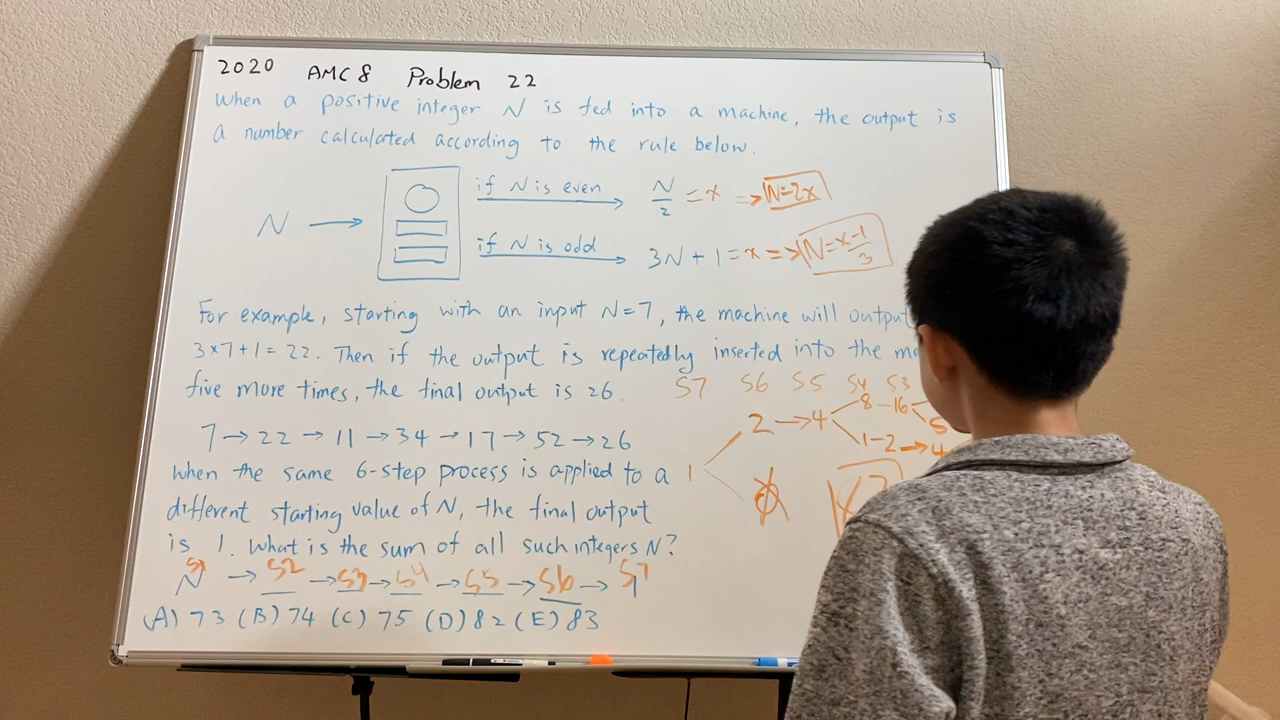 2020 AMC 8 Problem 22
When a positive integer N is fed into a machine, the output is
a number calculated according to the rule below.
N → if N is even → N/2 = x => N=2x
if N is odd → 3N + 1 = x => N=x-1/3
For example, starting with an input N=7, the machine will output
3×7+1=22. Then if the output is repeatedly inserted into the
five more times, the final output is 26.
S7 S6 S5 S4 S3
7→22→11→34→17→52→26
1 2→4 8-16 5
1-2→4
ø
When the same 6-step process is applied to a
different starting value of N, the final output
is 1. What is the sum of all such integers N?
S1 S2 S3 S4 S5 S6 S7
N → → → → → → 1
(A) 73 (B) 74 (C) 75 (D) 82 (E) 83